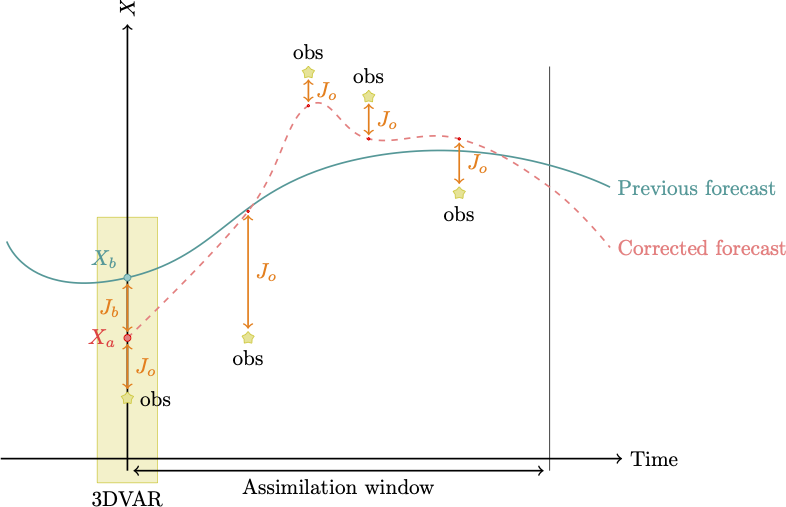 X
obs
obs
J_o
J_o
J_o
Previous forecast
obs
Corrected forecast
X_b
J_o
J_b
X_a
obs
J_o
obs
Time
Assimilation window
3DVAR